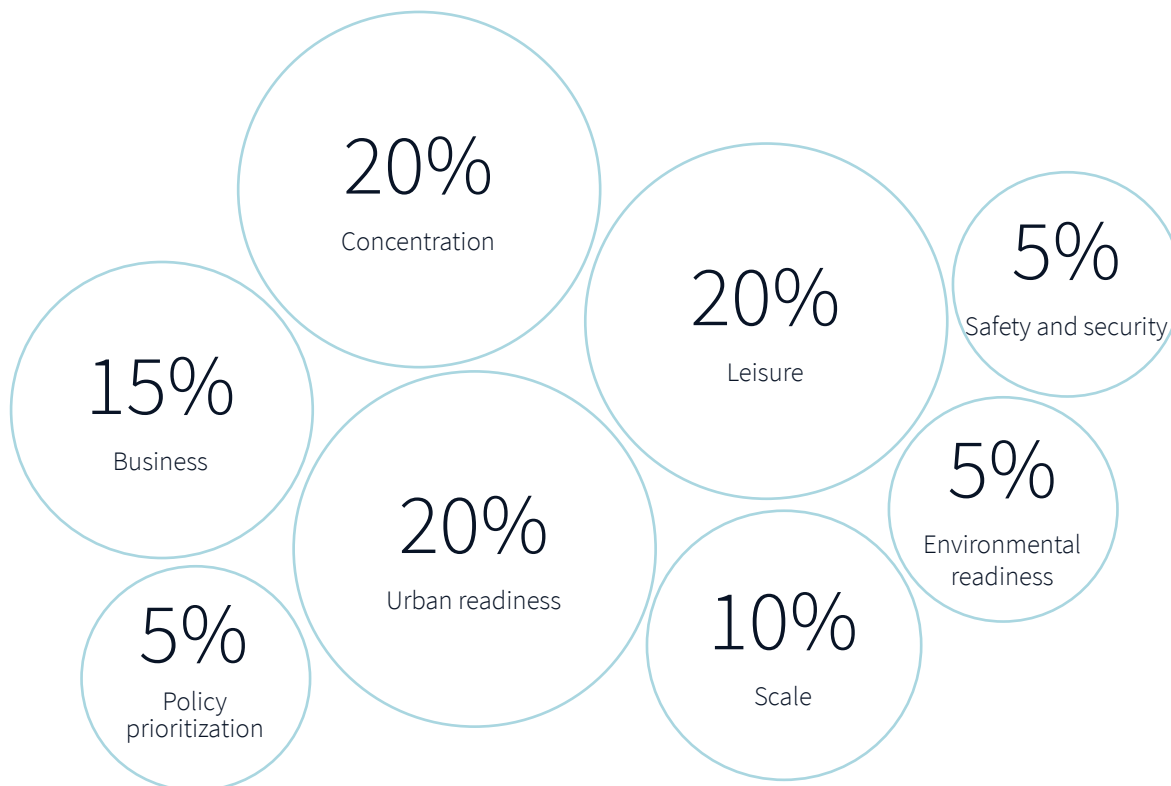 20%
Concentration
20%
Leisure
5%
Safety and security
15%
Business
20%
Urban readiness
5%
Environmental
readiness
10%
Scale
5%
Policy
prioritization